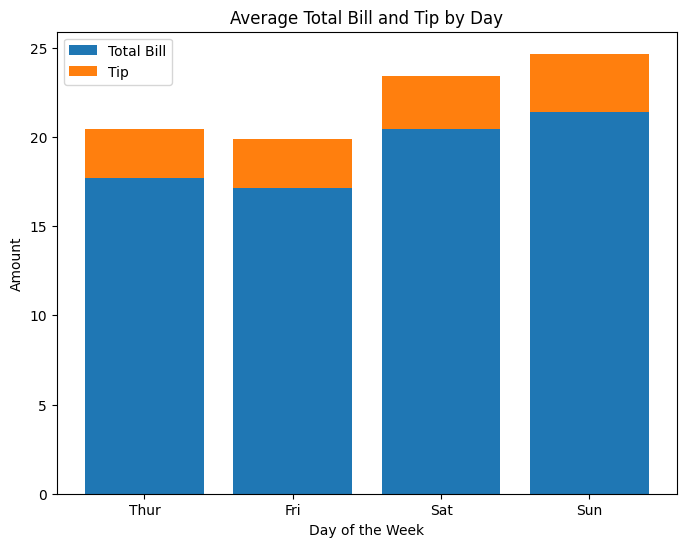 Average Total Bill and Tip by Day
Total Bill
Tip
25
20
15
10
5
0
Amount
Thur Fri Sat Sun
Day of the Week